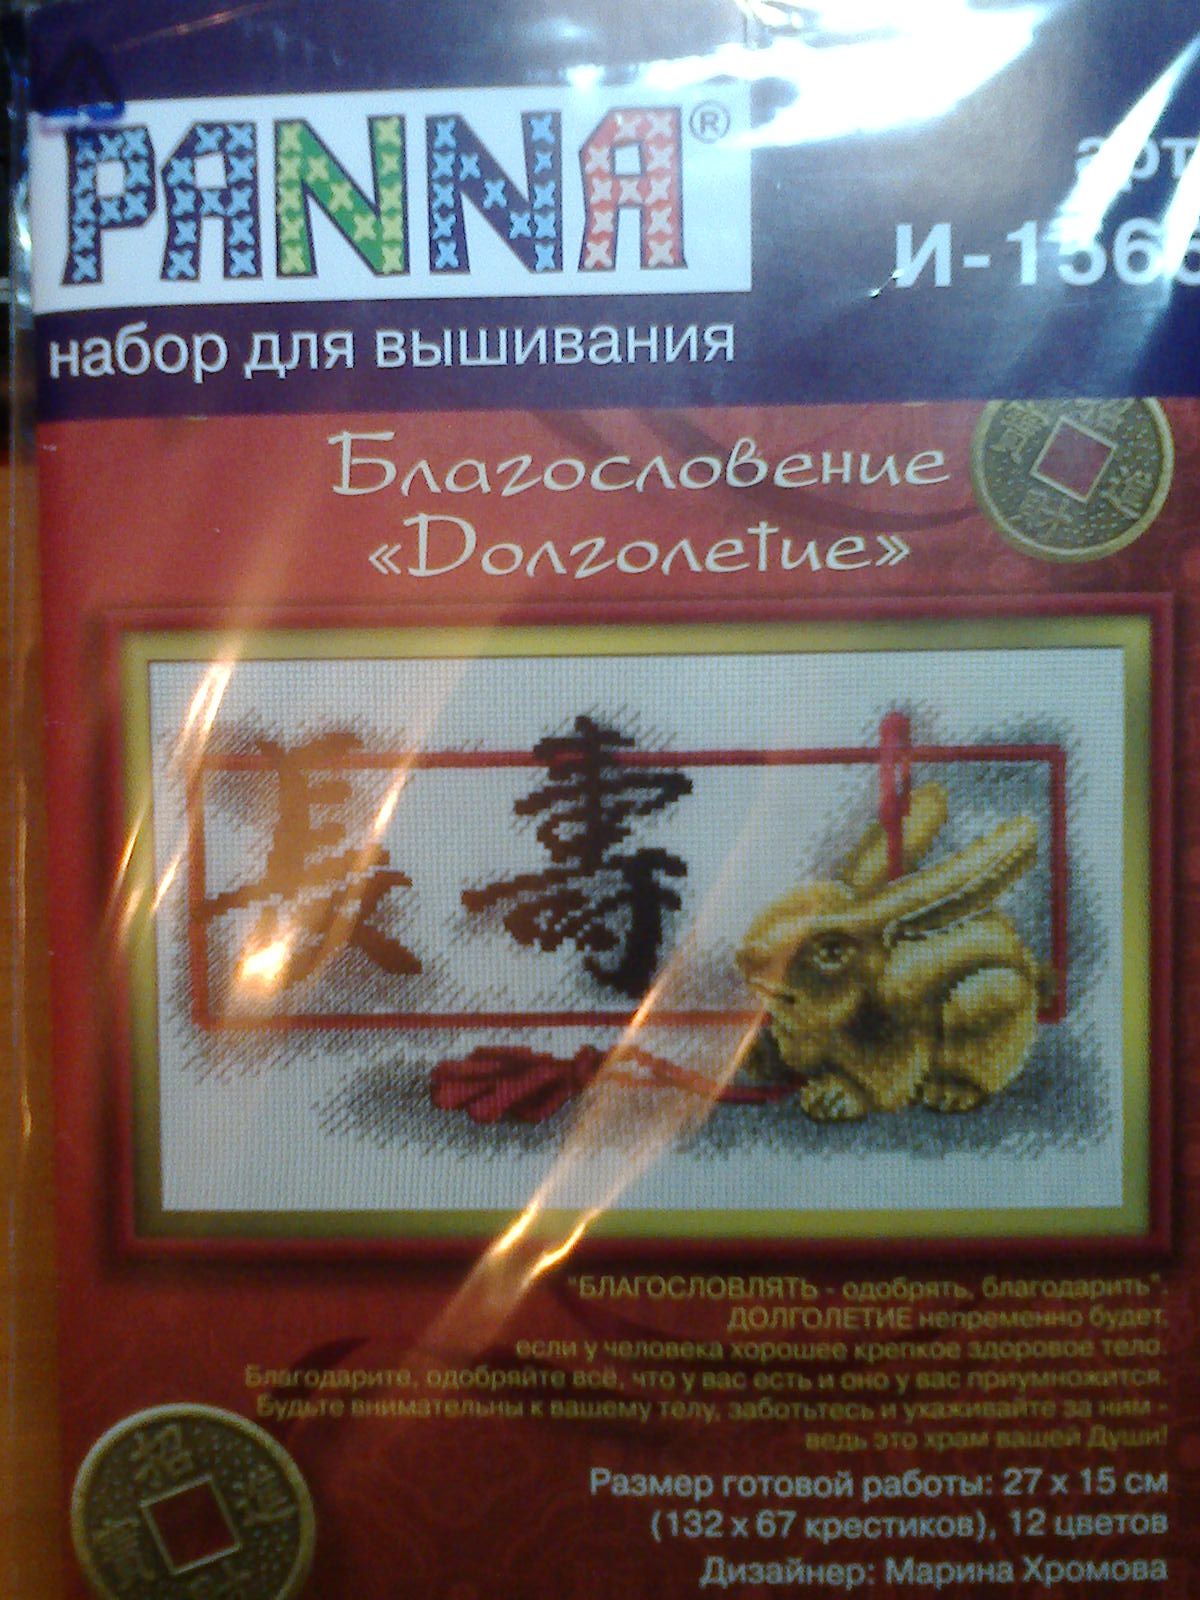 PANNA®
арт
И-1565
набор для вышивания
Благословение
«Долголетие»
長 壽
"БЛАГОСЛОВЛЯТЬ - одобрять, благодарить".
ДОЛГОЛЕТИЕ непременно будет,
если у человека хорошее крепкое здоровое тело.
Благодарите, одобряйте всё, что у вас есть и оно у вас приумножится.
Будьте внимательны к вашему телу, заботьтесь и ухаживайте за ним -
ведь это храм вашей Души!
Размер готовой работы: 27 x 15 см
(132 x 67 крестиков), 12 цветов
Дизайнер: Марина Хромова